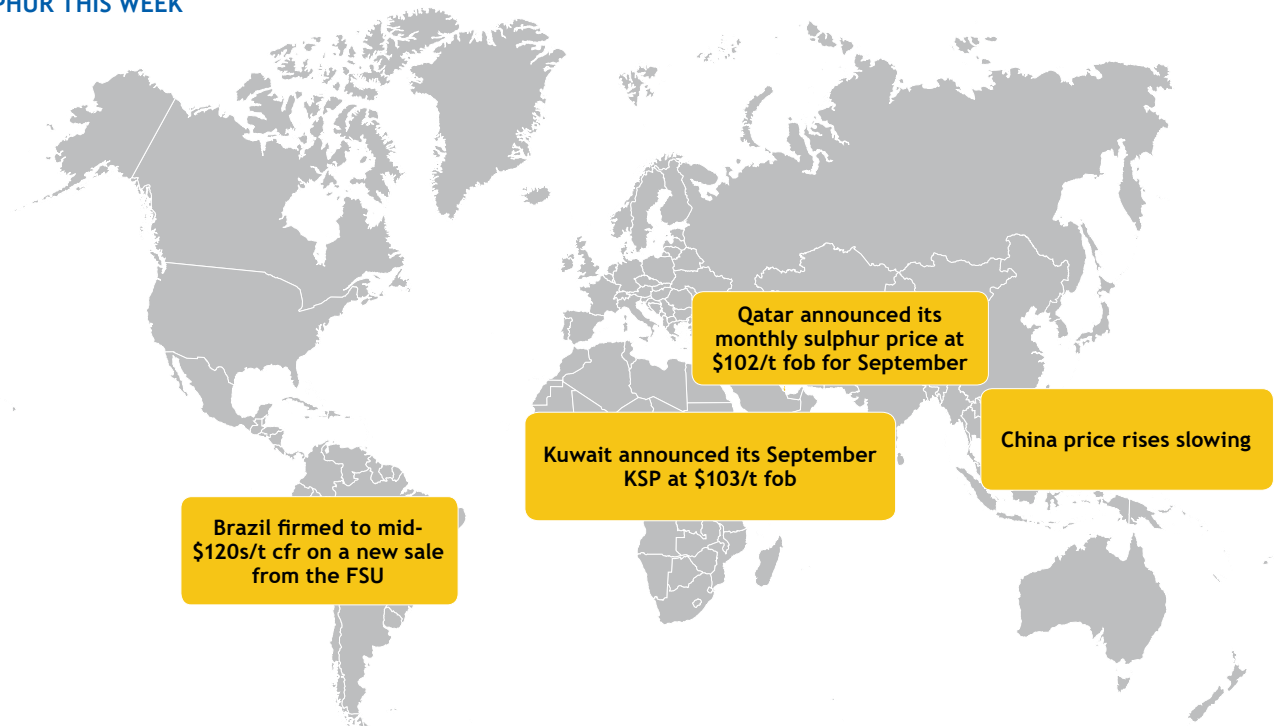 PHUR THIS WEEK
Qatar announced its
monthly sulphur price at
$102/t fob for September
China price rises slowing
Kuwait announced its September
KSP at $103/t fob
Brazil firmed to mid-
$120s/t cfr on a new sale
from the FSU